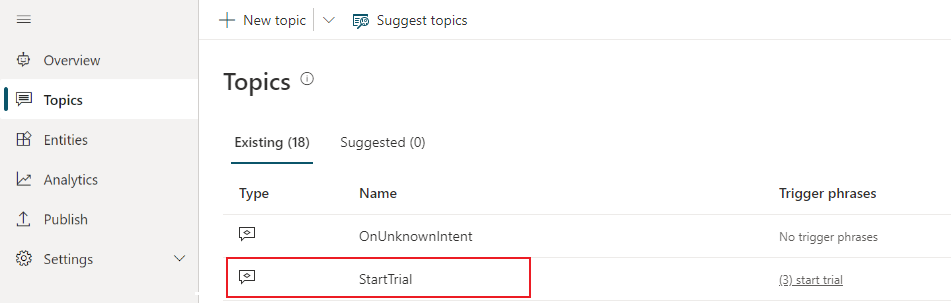 New topic Suggest topics
Overview
Topics
Entities
Analytics
Publish
Settings
Topics
Existing (18) Suggested (0)
Type Name Trigger phrases
OnUnknownIntent No trigger phrases
StartTrial (3) start trial